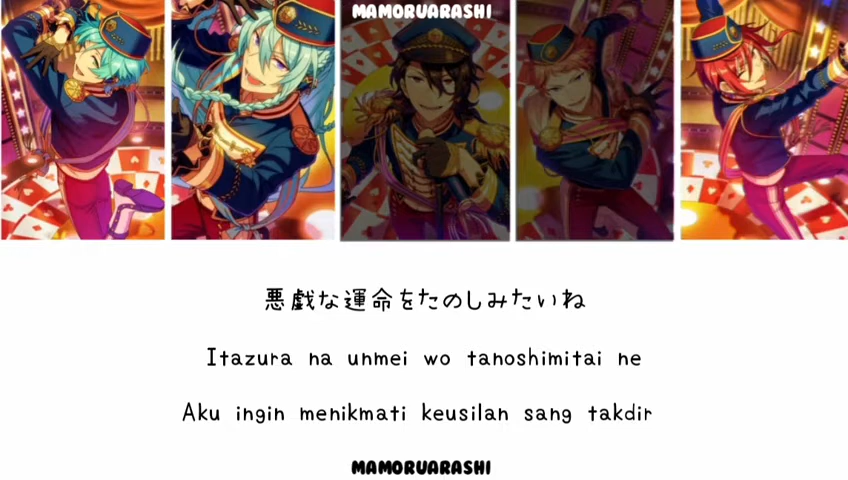 MAMORUARASHI
悪戯な運命をたのしみたいね
Itazura na unmei wo tanoshimitai ne
Aku ingin menikmati keusilan sang takdir
MAMORUARASHI